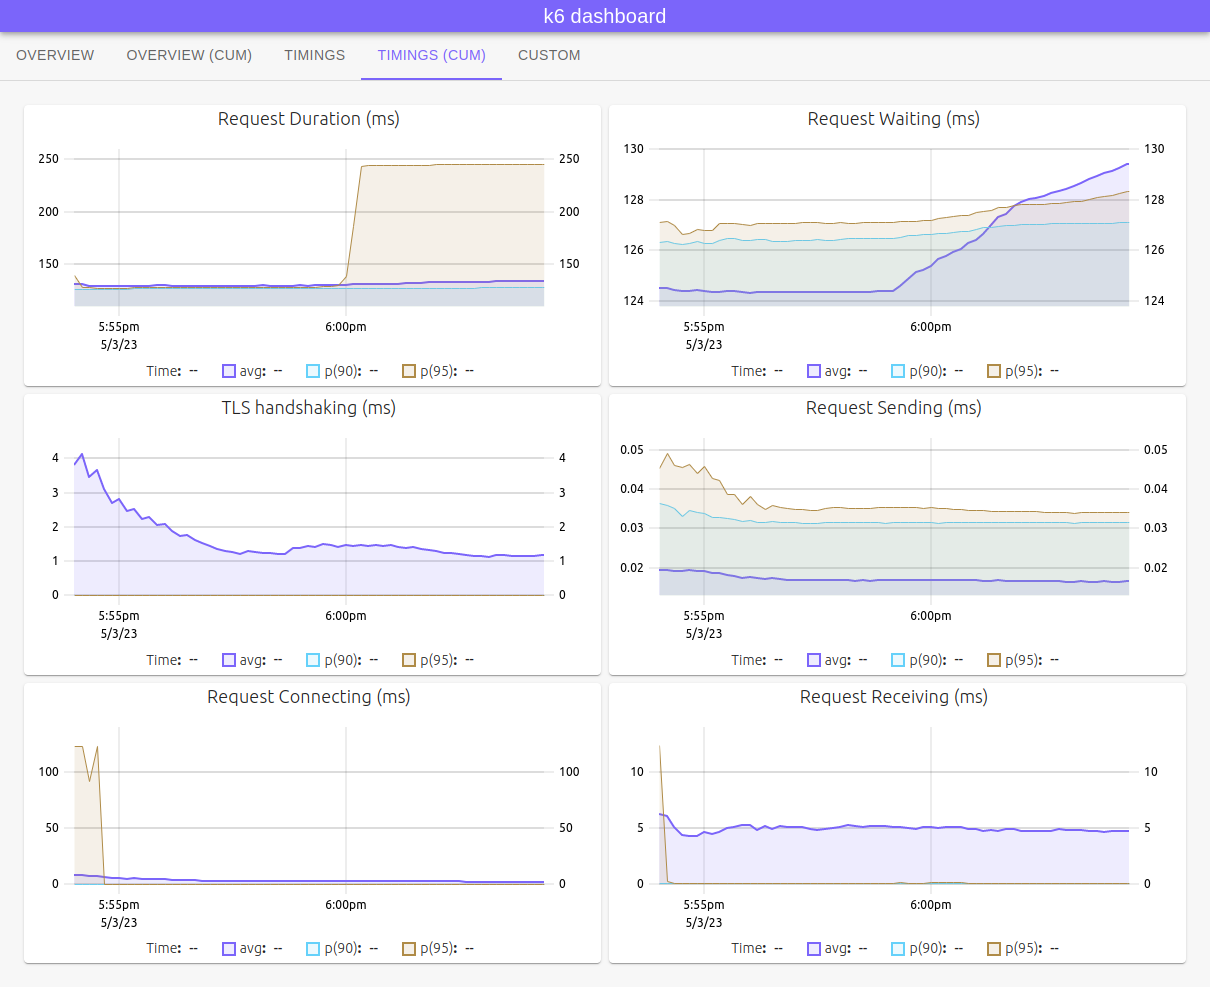 k6 dashboard
OVERVIEW OVERVIEW (CUM) TIMINGS TIMINGS (CUM) CUSTOM
Request Duration (ms)
250 250
200 200
150 150
5:55pm 6:00pm
5/3/23
Time: -- avg: -- p(90): -- p(95): --
Request Waiting (ms)
130 130
128 128
126 126
124 124
5:55pm 6:00pm
5/3/23
Time: -- avg: -- p(90): -- p(95): --
TLS handshaking (ms)
4 4
3 3
2 2
1 1
0 0
5:55pm 6:00pm
5/3/23
Time: -- avg: -- p(90): -- p(95): --
Request Sending (ms)
0.05 0.05
0.04 0.04
0.03 0.03
0.02 0.02
5:55pm 6:00pm
5/3/23
Time: -- avg: -- p(90): -- p(95): --
Request Connecting (ms)
100 100
50 50
0 0
5:55pm 6:00pm
5/3/23
Time: -- avg: -- p(90): -- p(95): --
Request Receiving (ms)
10 10
5 5
0 0
5:55pm 6:00pm
5/3/23
Time: -- avg: -- p(90): -- p(95): --